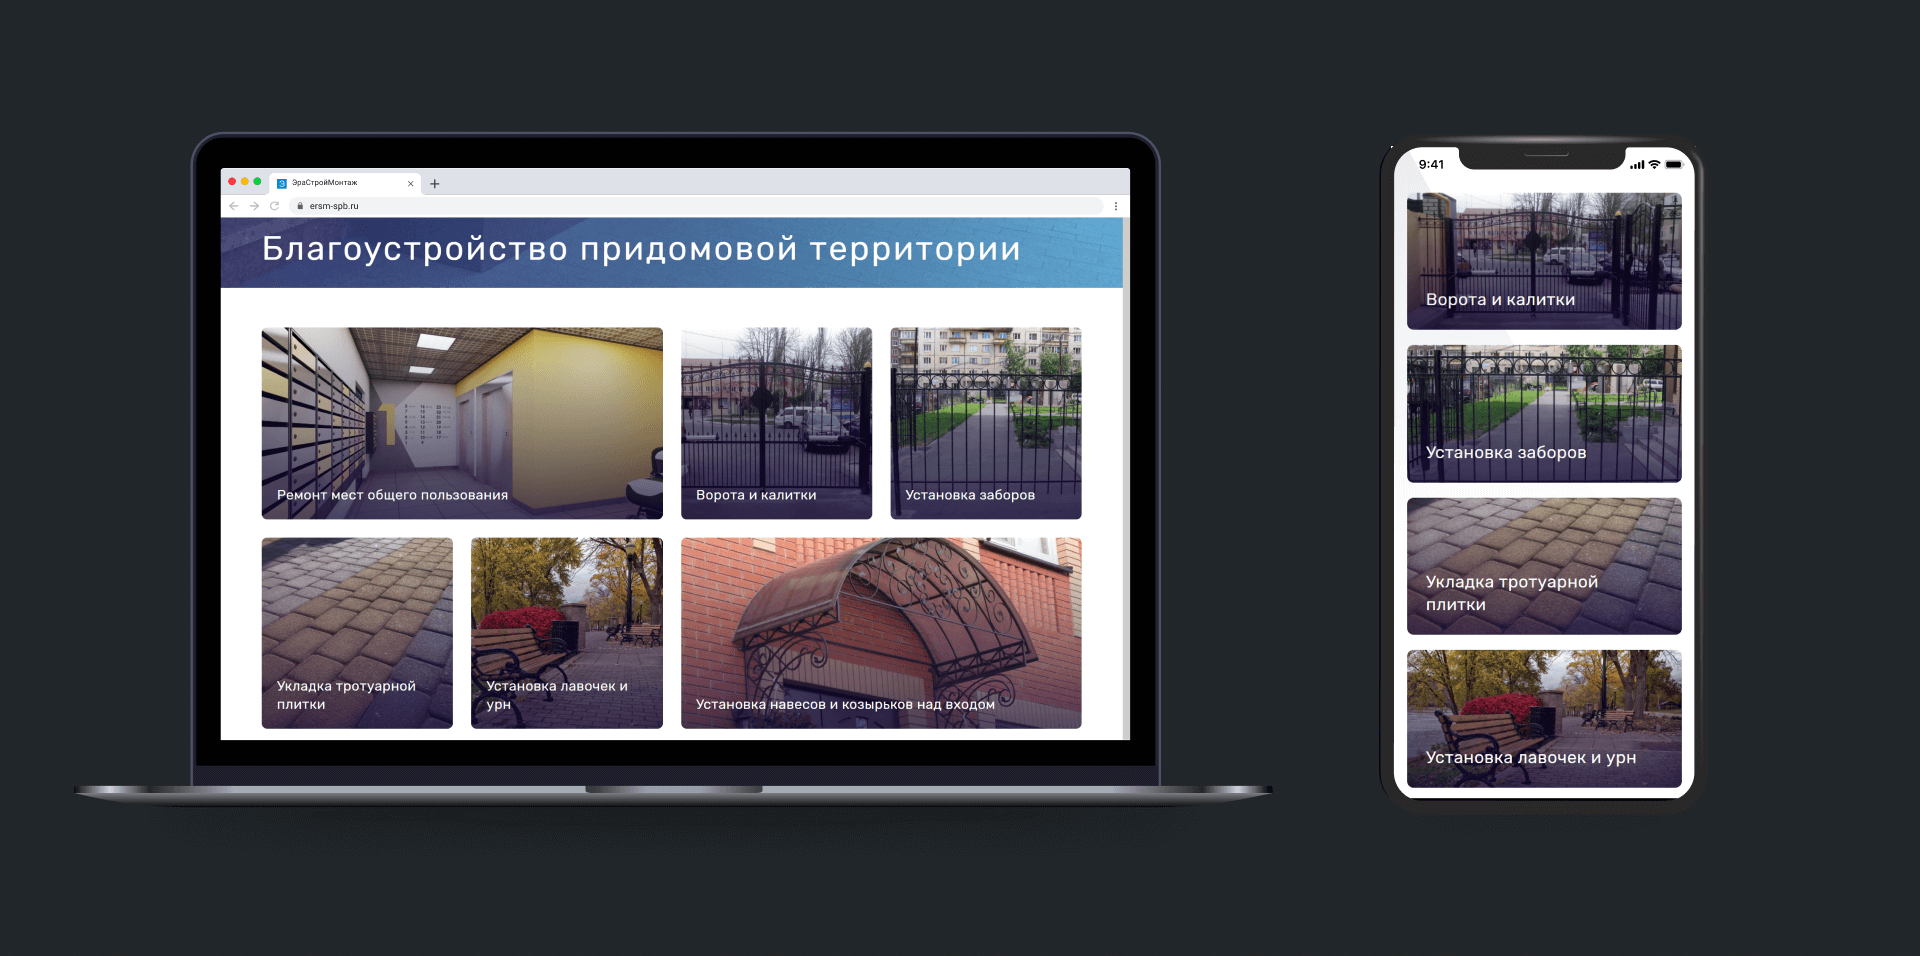 ЭраСтройМонтаж
ersm-spb.ru
Благоустройство придомовой территории
Ремонт мест общего пользования
Ворота и калитки
Установка заборов
Укладка тротуарной
плитки
Установка лавочек и
урн
Установка навесов и козырьков над входом
9:41
Ворота и калитки
Установка заборов
Укладка тротуарной
плитки
Установка лавочек и урн